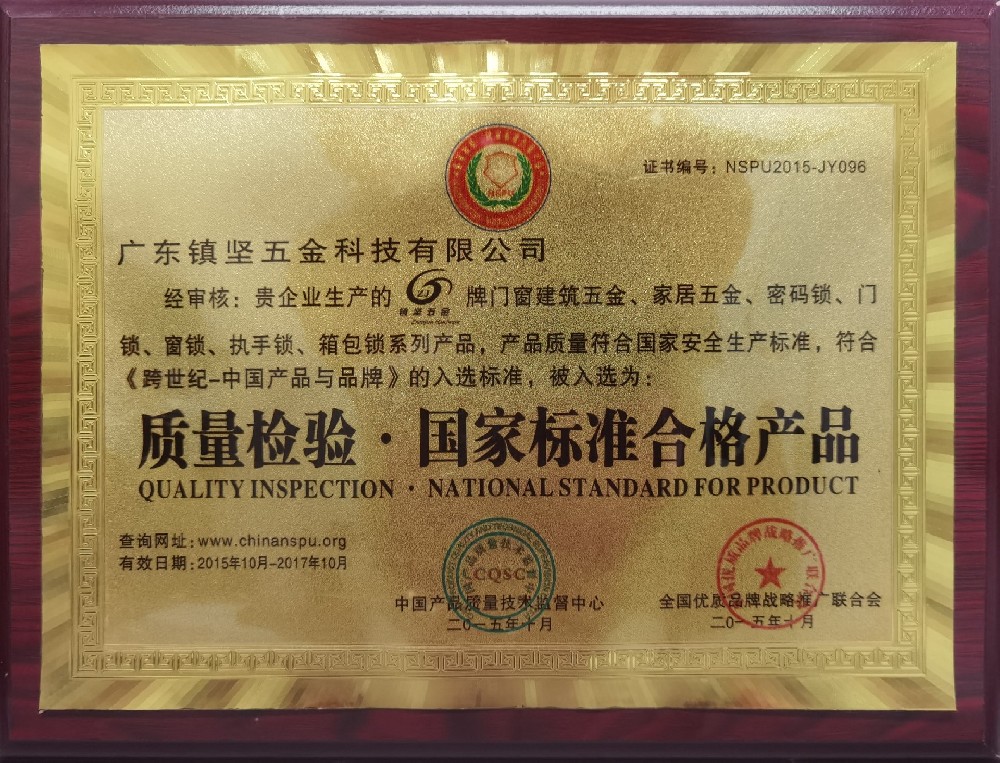 证书编号：NSPU2015-JY096
NSPU
广东镇坚五金科技有限公司
经审核：贵企业生产的 镇坚五金 牌门窗建筑五金、家居五金、密码锁、门
锁、窗锁、执手锁、箱包锁系列产品，产品质量符合国家安全生产标准，符合
《跨世纪-中国产品与品牌》的入选标准，被入选为：
质量检验·国家标准合格产品
QUALITY INSPECTION · NATIONAL STANDARD FOR PRODUCT
查询网址：www.chinanspu.org
有效日期：2015年10月-2017年10月
CQSC
中国产品质量技术监督中心
二0一五年十月
全国优质品牌战略推广联合会
二0一五年十月